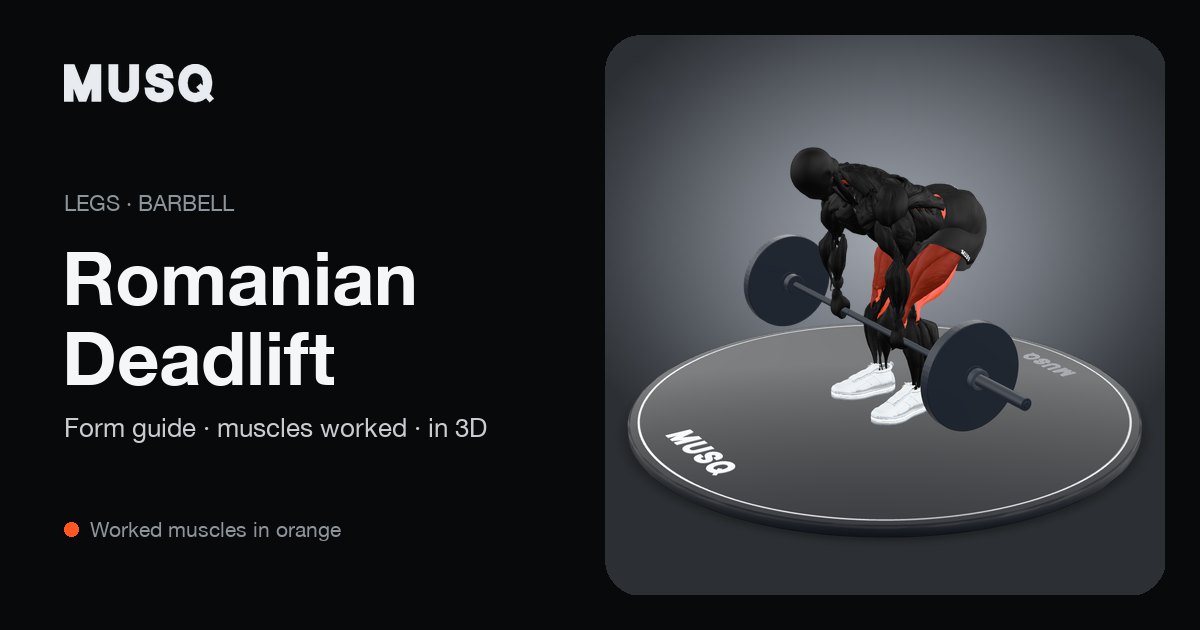 MUSQ
LEGS · BARBELL
Romanian
Deadlift
Form guide · muscles worked · in 3D
Worked muscles in orange
MUSQ
MUSQ